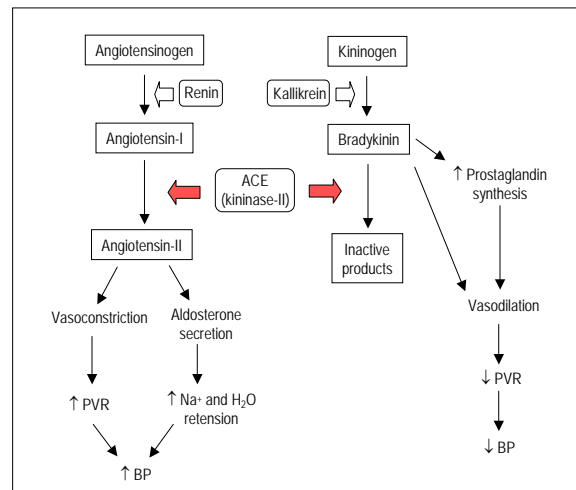 Angiotensinogen
Kininogen
Renin
Kallikrein
Angiotensin-I
Bradykinin
ACE
(kininase-II)
↑ Prostaglandin
synthesis
Angiotensin-II
Inactive
products
Vasoconstriction
Aldosterone
secretion
Vasodilation
↑ PVR
↑ Na+ and H2O
retension
↓ PVR
↑ BP
↓ BP